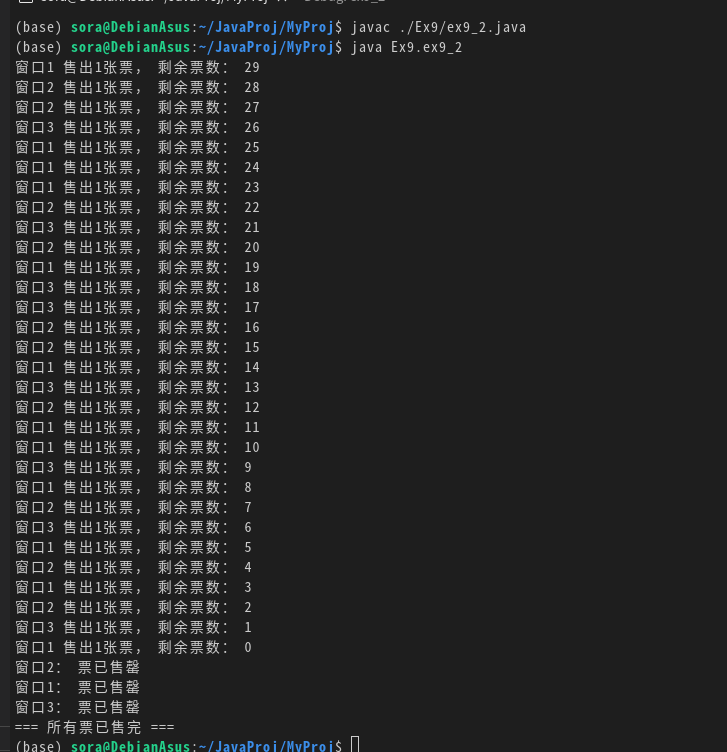 (base) sora@DebianAsus:~/JavaProj/MyProj$ javac ./Ex9/ex9_2.java
(base) sora@DebianAsus:~/JavaProj/MyProj$ java Ex9.ex9_2
窗口1 售出1张票， 剩余票数： 29
窗口2 售出1张票， 剩余票数： 28
窗口2 售出1张票， 剩余票数： 27
窗口3 售出1张票， 剩余票数： 26
窗口1 售出1张票， 剩余票数： 25
窗口1 售出1张票， 剩余票数： 24
窗口1 售出1张票， 剩余票数： 23
窗口2 售出1张票， 剩余票数： 22
窗口3 售出1张票， 剩余票数： 21
窗口2 售出1张票， 剩余票数： 20
窗口1 售出1张票， 剩余票数： 19
窗口3 售出1张票， 剩余票数： 18
窗口3 售出1张票， 剩余票数： 17
窗口2 售出1张票， 剩余票数： 16
窗口2 售出1张票， 剩余票数： 15
窗口1 售出1张票， 剩余票数： 14
窗口3 售出1张票， 剩余票数： 13
窗口2 售出1张票， 剩余票数： 12
窗口1 售出1张票， 剩余票数： 11
窗口1 售出1张票， 剩余票数： 10
窗口3 售出1张票， 剩余票数： 9
窗口1 售出1张票， 剩余票数： 8
窗口2 售出1张票， 剩余票数： 7
窗口3 售出1张票， 剩余票数： 6
窗口1 售出1张票， 剩余票数： 5
窗口2 售出1张票， 剩余票数： 4
窗口1 售出1张票， 剩余票数： 3
窗口2 售出1张票， 剩余票数： 2
窗口3 售出1张票， 剩余票数： 1
窗口1 售出1张票， 剩余票数： 0
窗口2： 票已售罄
窗口1： 票已售罄
窗口3： 票已售罄
=== 所有票已售完 ===
(base) sora@DebianAsus:~/JavaProj/MyProj$